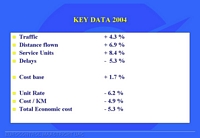 KEY DATA 2004
Traffic + 4.3 %
Distance flown + 6.9 %
Service Units + 8.4 %
Delays - 5.3 %
Cost base + 1.7 %
Unit Rate - 6.2 %
Cost / KM - 4.9 %
Total Economic cost - 5.3 %